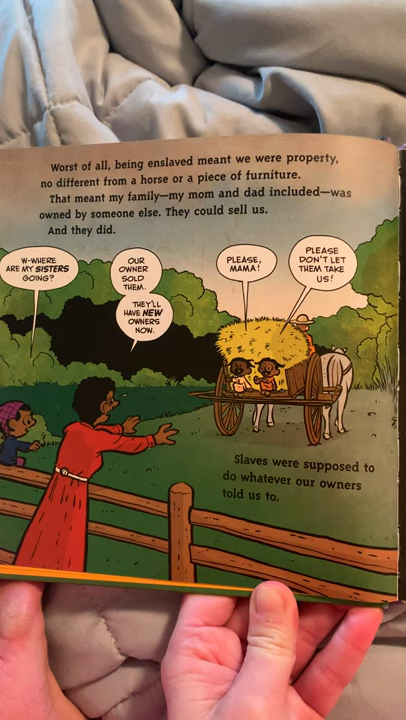 Worst of all, being enslaved meant we were property,
no different from a horse or a piece of furniture.
That meant my family—my mom and dad included—was
owned by someone else. They could sell us.
And they did.
W-WHERE
ARE MY SISTERS
GOING?
OUR
OWNER
SOLD
THEM.
THEY'LL
HAVE NEW
OWNERS
NOW.
PLEASE,
MAMA!
PLEASE
DON'T LET
THEM TAKE
US!
Slaves were supposed to
do whatever our owners
told us to.